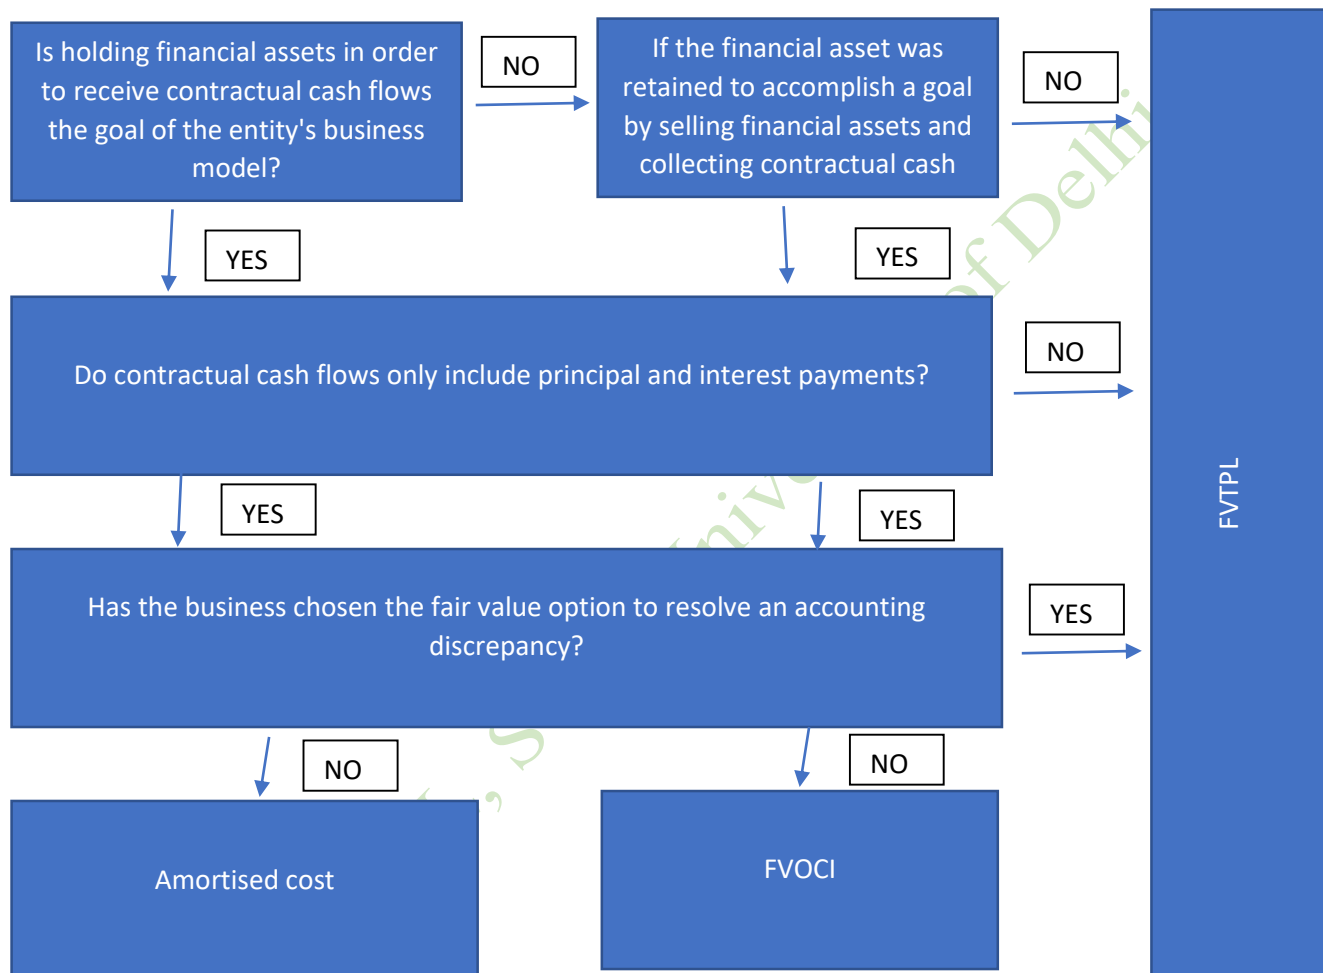 Is holding financial assets in order
to receive contractual cash flows
the goal of the entity's business
model?
NO
If the financial asset was
retained to accomplish a goal
by selling financial assets and
collecting contractual cash
NO
YES
YES
Do contractual cash flows only include principal and interest payments?
NO
YES
YES
Has the business chosen the fair value option to resolve an accounting
discrepancy?
YES
NO
NO
Amortised cost
FVOCI
FVTPL
of Delhi